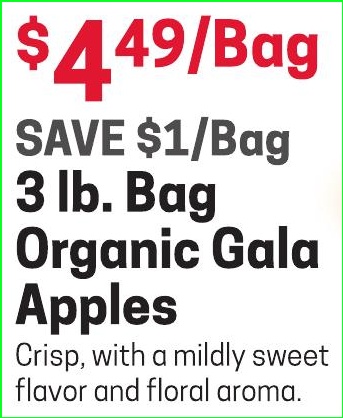 $4 49/Bag
SAVE $1/Bag
3 lb. Bag
Organic Gala
Apples
Crisp, with a mildly sweet
flavor and floral aroma.